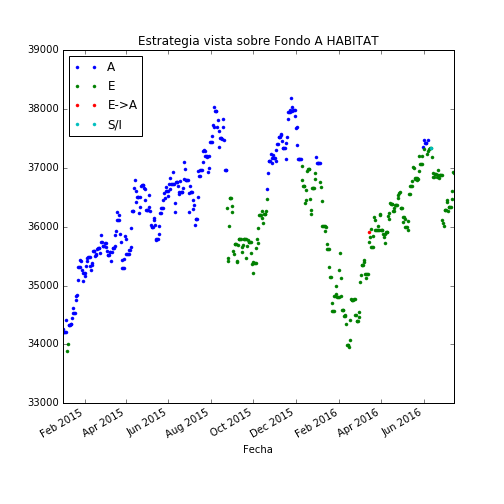 Estrategia vista sobre Fondo A HABITAT
39000
38000
37000
36000
35000
34000
33000
A
E
E->A
S/I
Feb 2015
Apr 2015
Jun 2015
Aug 2015
Oct 2015
Dec 2015
Feb 2016
Apr 2016
Jun 2016
Fecha